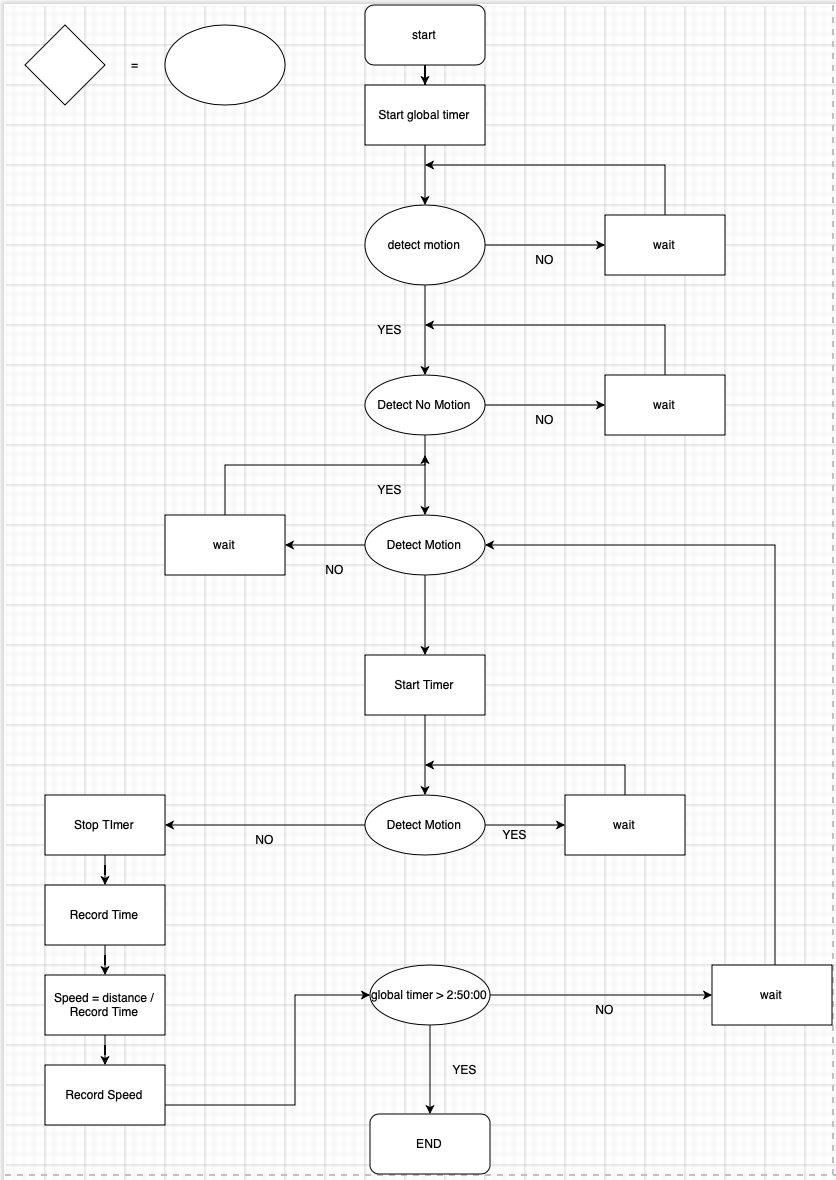 start
=
Start global timer
detect motion
wait
NO
YES
Detect No Motion
wait
NO
YES
wait
Detect Motion
NO
Start Timer
Stop TImer
Detect Motion
wait
NO
YES
Record Time
Speed = distance /
Record Time
global timer > 2:50:00
wait
NO
YES
Record Speed
END